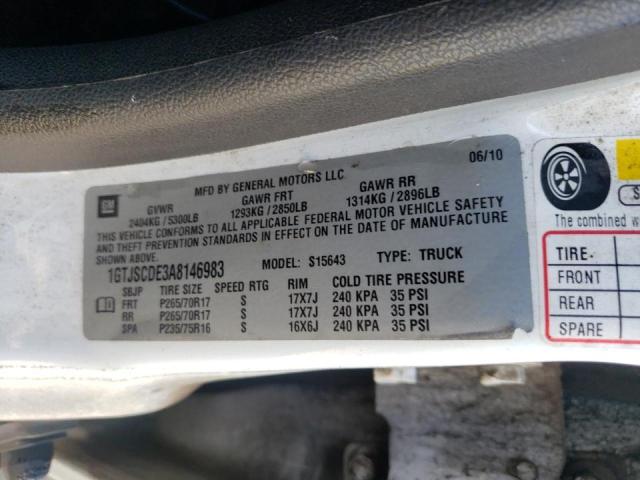 MFD BY GENERAL MOTORS LLC 06/10
GM GVWR GAWR FRT GAWR RR
2404KG / 5300LB 1293KG / 2850LB 1314KG / 2896LB
THIS VEHICLE CONFORMS TO ALL APPLICABLE FEDERAL MOTOR VEHICLE SAFETY
AND THEFT PREVENTION STANDARDS IN EFFECT ON THE DATE OF MANUFACTURE
SHOWN ABOVE.
1GTJSCDE3A8146983 MODEL: S15643 TYPE: TRUCK
SBJP TIRE SIZE SPEED RTG RIM COLD TIRE PRESSURE
FRT P265/70R17 S 17X7J 240 KPA 35 PSI
RR P265/70R17 S 17X7J 240 KPA 35 PSI
SPA P235/75R16 S 16X6J 240 KPA 35 PSI
The combined w
TIRE
FRONT
REAR
SPARE